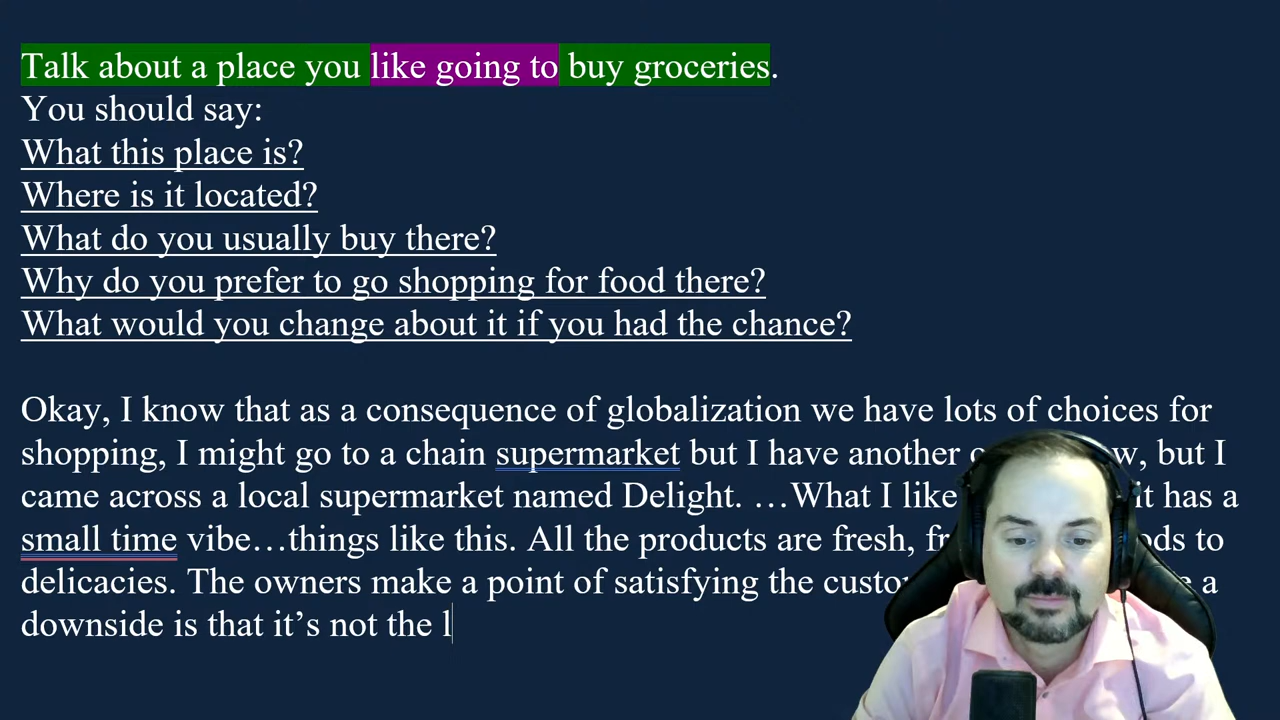 Talk about a place you like going to buy groceries.
You should say:
What this place is?
Where is it located?
What do you usually buy there?
Why do you prefer to go shopping for food there?
What would you change about it if you had the chance?
Okay, I know that as a consequence of globalization we have lots of choices for
shopping, I might go to a chain supermarket but I have another but I
came across a local supermarket named Delight. …What I like it has a
small time vibe…things like this. All the products are fresh, to
delicacies. The owners make a point of satisfying the a
downside is that it’s not the l